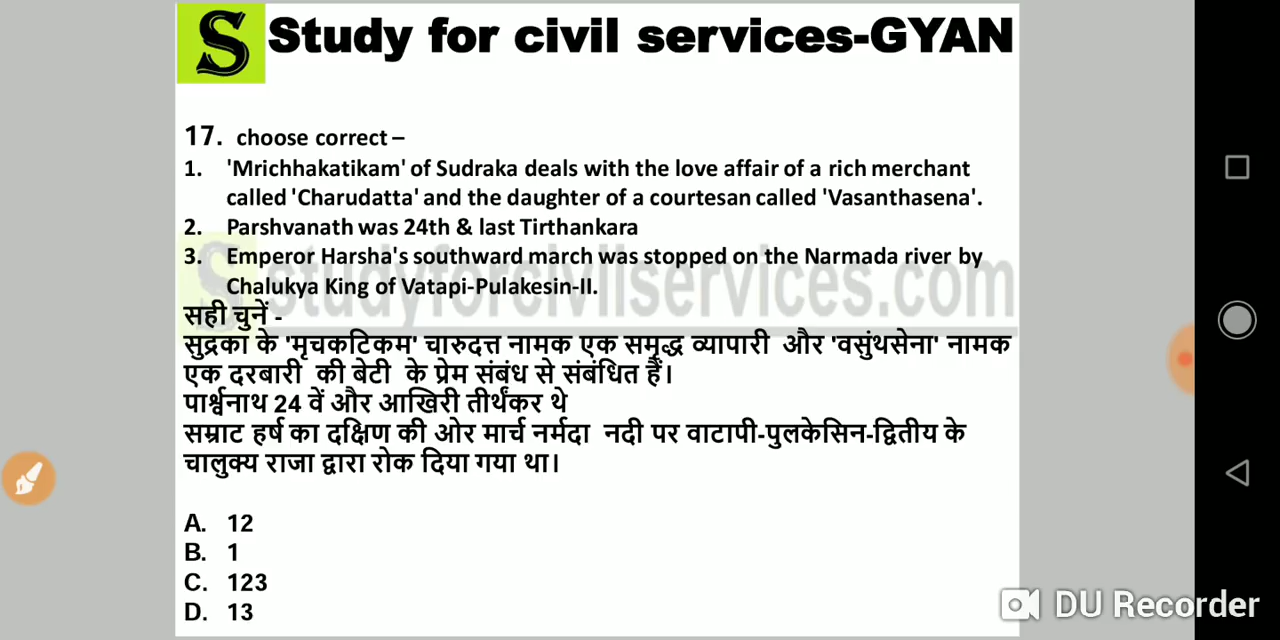 S Study for civil services-GYAN
17. choose correct –
1. 'Mrichhakatikam' of Sudraka deals with the love affair of a rich merchant
called 'Charudatta' and the daughter of a courtesan called 'Vasanthasena'.
2. Parshvanath was 24th & last Tirthankara
3. Emperor Harsha's southward march was stopped on the Narmada river by
Chalukya King of Vatapi-Pulakesin-II.
S studyforcivilservices.com
सही चुनें -
सुद्रका के 'मृचकटिकम' चारुदत्त नामक एक समृद्ध व्यापारी और 'वसुंथसेना' नामक
एक दरबारी की बेटी के प्रेम संबंध से संबंधित हैं।
पार्श्वनाथ 24 वें और आखिरी तीर्थंकर थे
सम्राट हर्ष का दक्षिण की ओर मार्च नर्मदा नदी पर वाटापी-पुलकेसिन-द्वितीय के
चालुक्य राजा द्वारा रोक दिया गया था।
A. 12
B. 1
C. 123
D. 13
DU Recorder